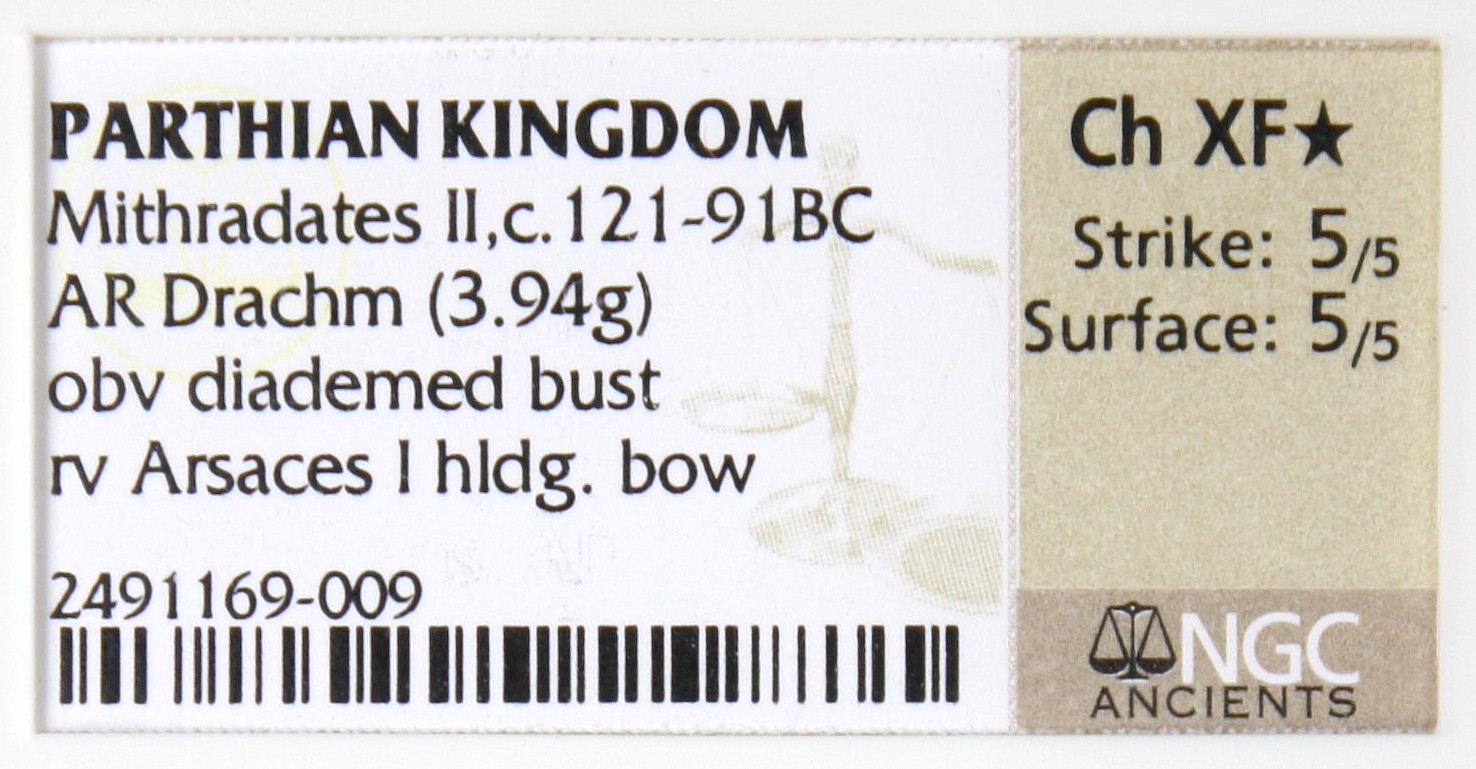 PARTHIAN KINGDOM
Mithradates II,c.121-91BC
AR Drachm (3.94g)
obv diademed bust
rv Arsaces I hldg. bow
2491169-009
Ch XF★
Strike: 5/5
Surface: 5/5
NGC
ANCIENTS